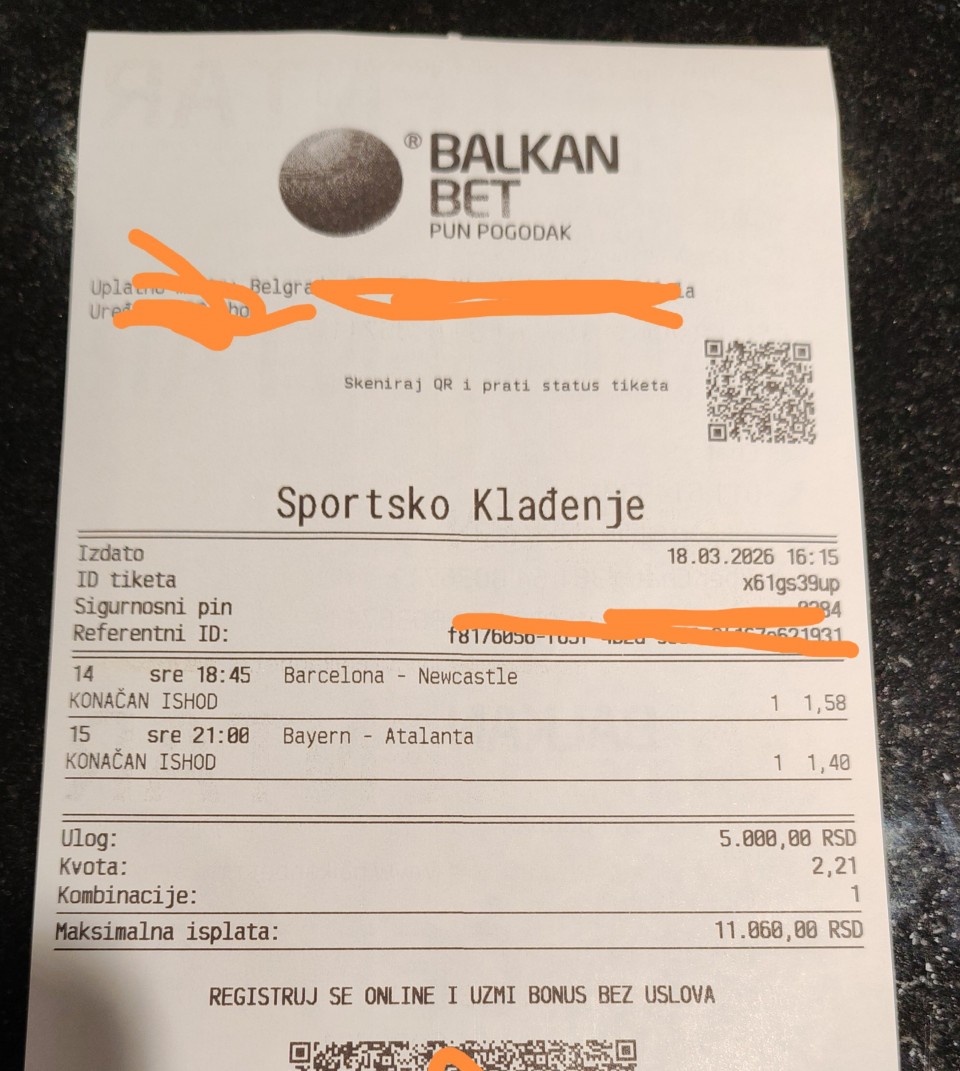 ® BALKAN
BET
PUN POGODAK
Belgra
Skeniraj QR i prati status tiketa
Sportsko Klađenje
Izdato 18.03.2026 16:15
ID tiketa x61gs39up
Sigurnosni pin
Referentni ID:
14 sre 18:45 Barcelona - Newcastle
KONAČAN ISHOD 1 1,58
15 sre 21:00 Bayern - Atalanta
KONAČAN ISHOD 1 1,40
Ulog: 5.000,00 RSD
Kvota: 2,21
Kombinacije: 1
Maksimalna isplata: 11.060,00 RSD
REGISTRUJ SE ONLINE I UZMI BONUS BEZ USLOVA